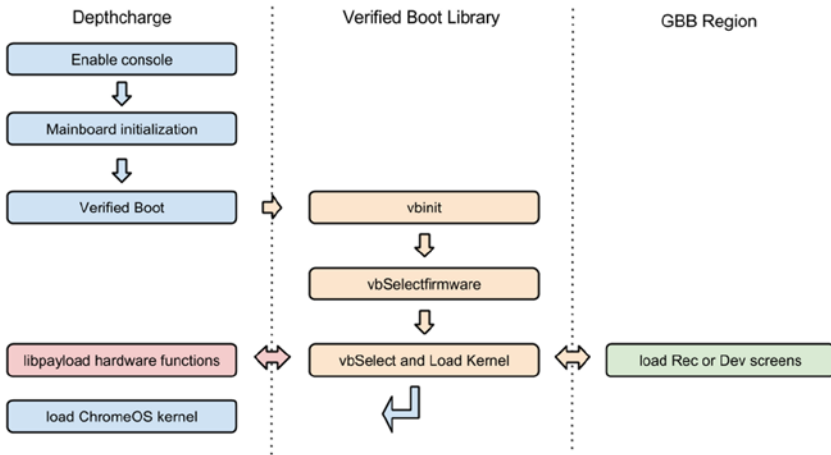 Depthcharge
Verified Boot Library
GBB Region
Enable console
Mainboard initialization
Verified Boot
vbinit
vbSelectfirmware
libpayload hardware functions
vbSelect and Load Kernel
load Rec or Dev screens
load ChromeOS kernel